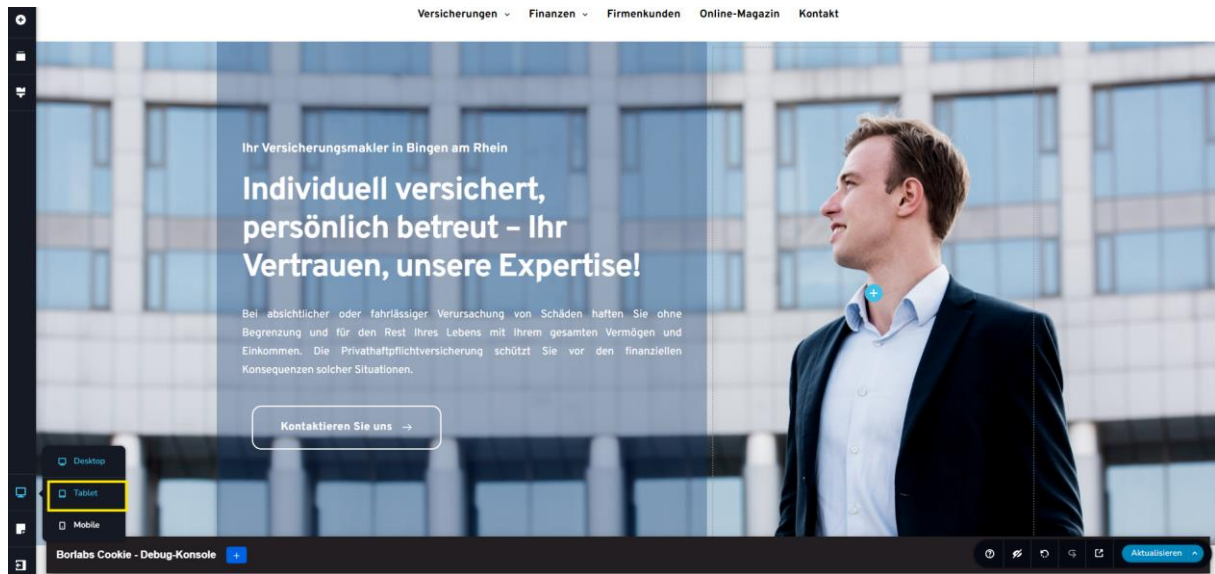 Versicherungen Finanzen Firmenkunden Online-Magazin Kontakt
Ihr Versicherungsmakler in Bingen am Rhein
Individuell versichert,
persönlich betreut – Ihr
Vertrauen, unsere Expertise!
Bei absichtlicher oder fahrlässiger Verursachung von Schäden haften Sie ohne
Begrenzung und für den Rest Ihres Lebens mit Ihrem gesamten Vermögen und
Einkommen. Die Privathaftpflichtversicherung schützt Sie vor den finanziellen
Konsequenzen solcher Situationen.
Kontaktieren Sie uns →
Desktop
Tablet
Mobile
Borlabs Cookie - Debug-Konsole +
Aktualisieren